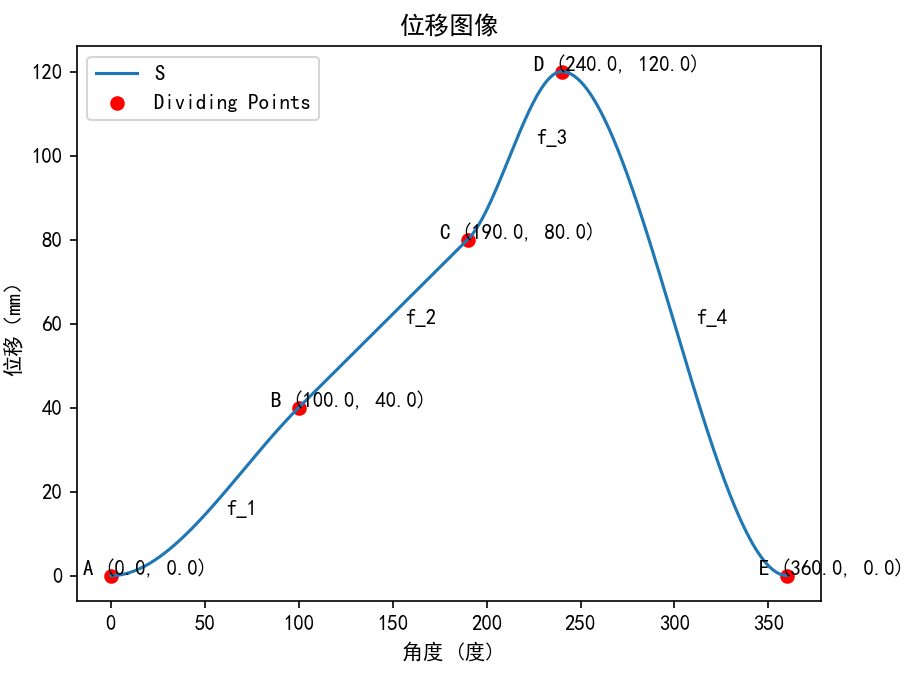 位移图像
S
Dividing Points
D (240.0, 120.0)
f_3
C (190.0, 80.0)
f_2
f_4
B (100.0, 40.0)
f_1
A (0.0, 0.0)
E (360.0, 0.0)
120
100
80
60
40
20
0
位移 (mm)
0 50 100 150 200 250 300 350
角度 (度)